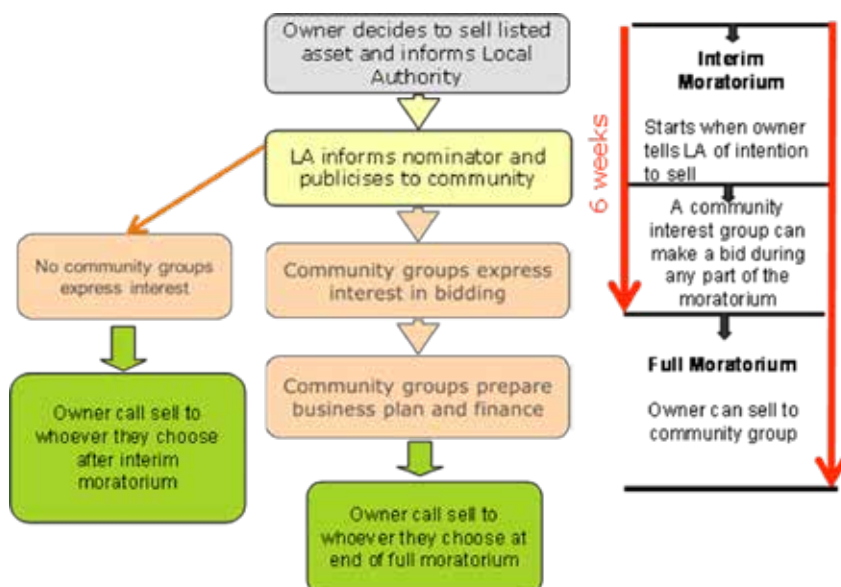 Owner decides to sell listed
asset and informs Local
Authority
LA informs nominator and
publicises to community
No community groups
express interest
Community groups express
interest in bidding
Community groups prepare
business plan and finance
Owner call sell to
whoever they choose
after interim
moratorium
Owner call sell to
whoever they choose at
end of full moratorium
6 weeks
Interim
Moratorium
Starts when owner
tells LA of intention
to sell
A community
interest group can
make a bid during
any part of the
moratorium
Full Moratorium
Owner can sell to
community group